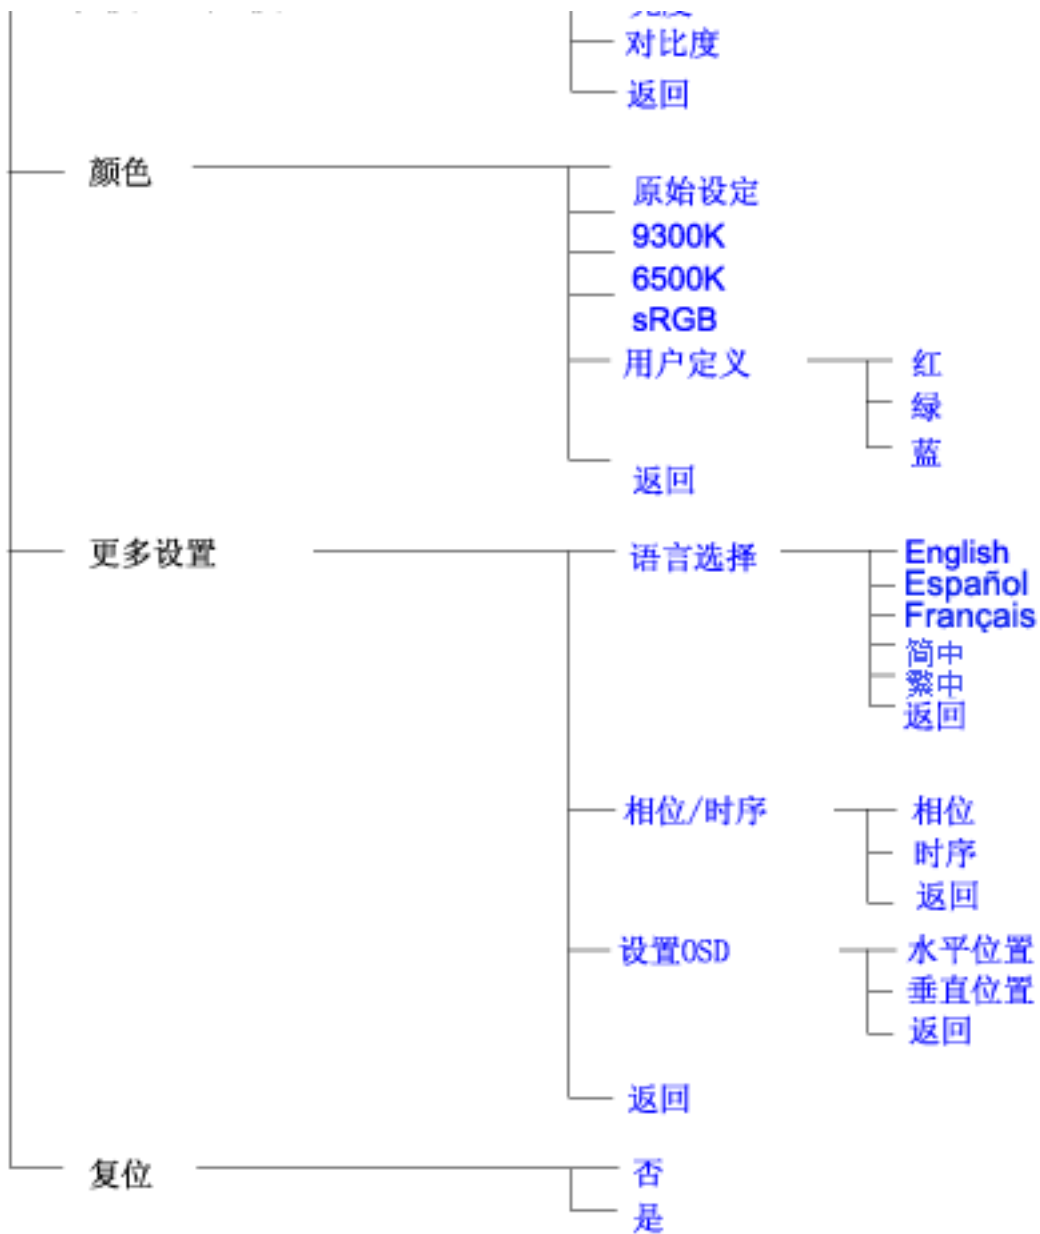 对比度
返回
颜色
原始设定
9300K
6500K
sRGB
用户定义
红
绿
蓝
返回
更多设置
语言选择
English
Español
Français
简中
繁中
返回
相位/时序
相位
时序
返回
设置OSD
水平位置
垂直位置
返回
返回
复位
否
是